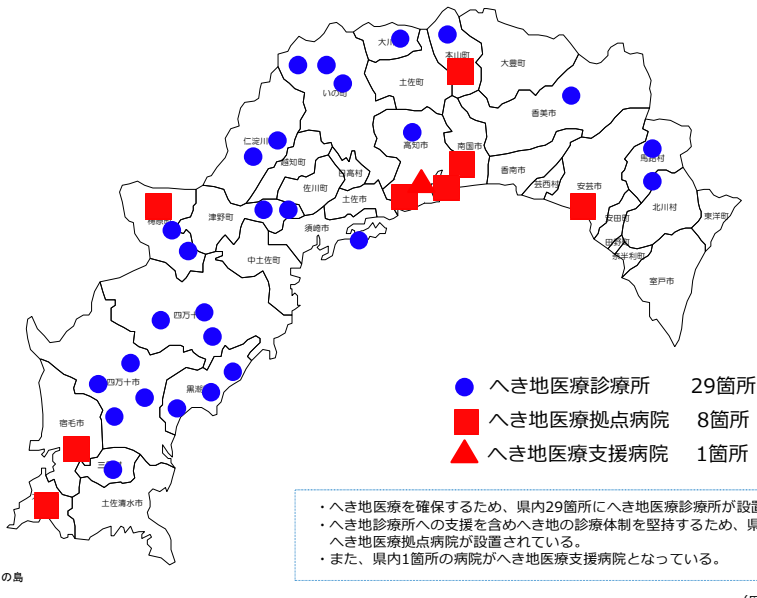 大川
本山町
大豊町
土佐町
いの町
香美市
仁淀川
高知市
南国市
馬路村
越知町
日高村
香南市
芸西村
安芸市
佐川町
土佐市
北川村
津野町
安田町
東洋町
須崎市
田野町
奈半利町
中土佐町
室戸市
四万十
四万十市
黒潮
宿毛市
土佐清水市
へき地医療診療所 29箇所
へき地医療拠点病院 8箇所
へき地医療支援病院 1箇所
・へき地医療を確保するため、県内29箇所にへき地医療診療所が設置
・へき地診療所への支援を含めへき地の診療体制を堅持するため、県
へき地医療拠点病院が設置されている。
・また、県内1箇所の病院がへき地医療支援病院となっている。
の島